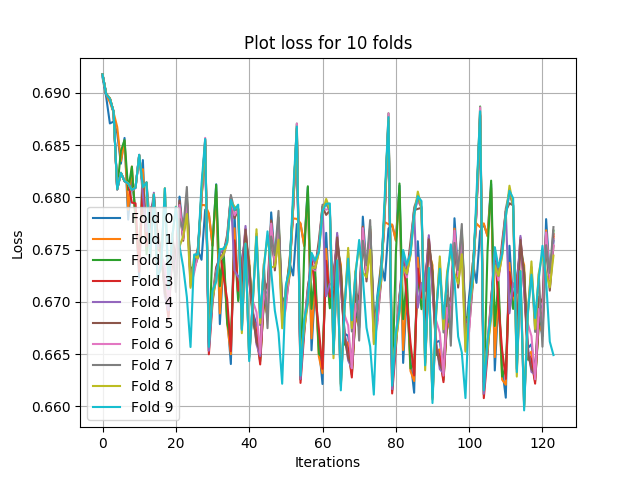 Plot loss for 10 folds
0.690
0.685
0.680
0.675
0.670
0.665
0.660
Loss
Fold 0
Fold 1
Fold 2
Fold 3
Fold 4
Fold 5
Fold 6
Fold 7
Fold 8
Fold 9
0 20 40 60 80 100 120
Iterations